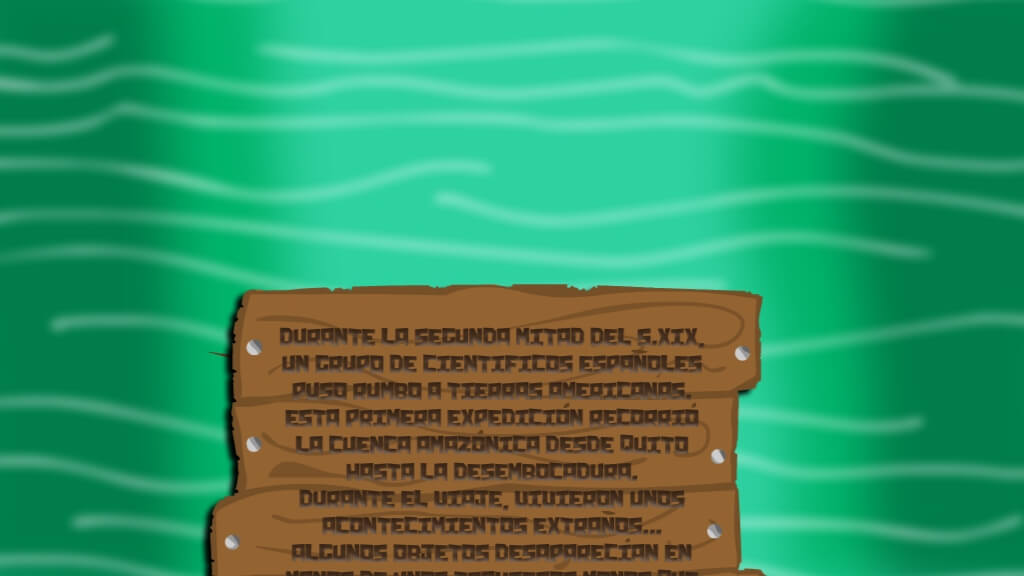 DURANTE LA SEGUNDA MITAD DEL S.XIX,
UN GRUPO DE CIENTIFICOS ESPAÑOLES
PUSO RUMBO A TIERRAS AMERICANAS.
ESTA PRIMERA EXPEDICIÓN RECORRIÓ
LA CUENCA AMAZÓNICA DESDE QUITO
HASTA LA DESEMBOCADURA.
DURANTE EL VIAJE, VIVIERON UNOS
ACONTECIMIENTOS EXTRAÑOS...
ALGUNOS OBJETOS DESAPARECÍAN EN